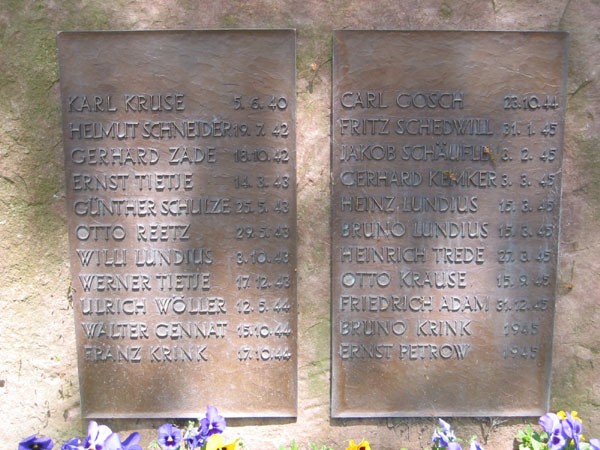 KARL KRUSE 5.6.40
HELMUT SCHNEIDER 19.7.42
GERHARD ZADE 18.10.42
ERNST TIETJE 14.3.43
GÜNTHER SCHULZE 25.5.43
OTTO REETZ 29.5.43
WILLI LUNDIUS 3.10.43
WERNER TIETJE 17.12.43
ULRICH WÖLLER 12.5.44
WALTER GENNAT 15.10.44
FRANZ KRINK 17.10.44
CARL GOSCH 23.10.44
FRITZ SCHEDWILL 31.1.45
JAKOB 2.45
GERHARD KEMKER 3.3.45
HEINZ LUNDIUS 15.3.45
BRUNO LUNDIUS 15.3.45
HEINRICH TREDE 27.3.45
OTTO KRAUSE 15.9.45
FRIEDRICH ADAM 31.12.45
BRUNO KRINK 1945
ERNST PETROW 1945